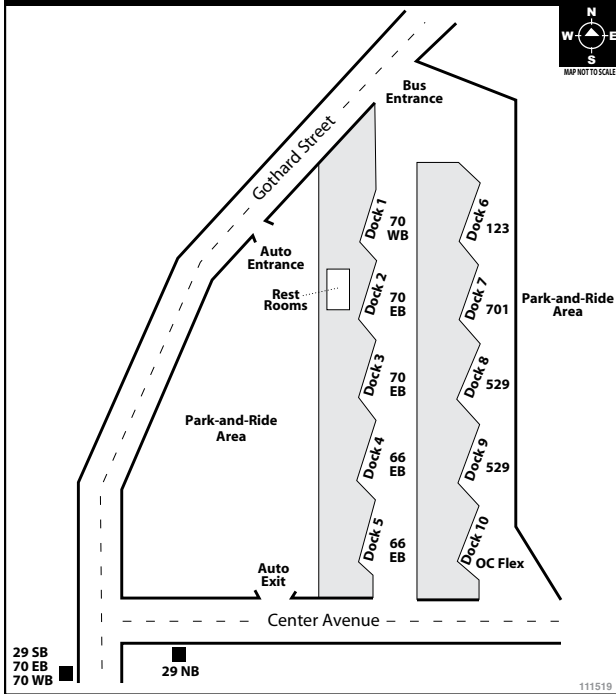 N
W E
S
MAP NOT TO SCALE
Bus
Entrance
Gothard Street
Auto
Entrance
Rest
Rooms
Park-and-Ride
Area
Dock 1
70
WB
Dock 2
70
EB
Dock 3
70
EB
Dock 4
66
EB
Dock 5
66
EB
Dock 6
123
Dock 7
701
Dock 8
529
Dock 9
529
Dock 10
OC Flex
Park-and-Ride
Area
Auto
Exit
Center Avenue
29 SB
70 EB
70 WB
29 NB
111519